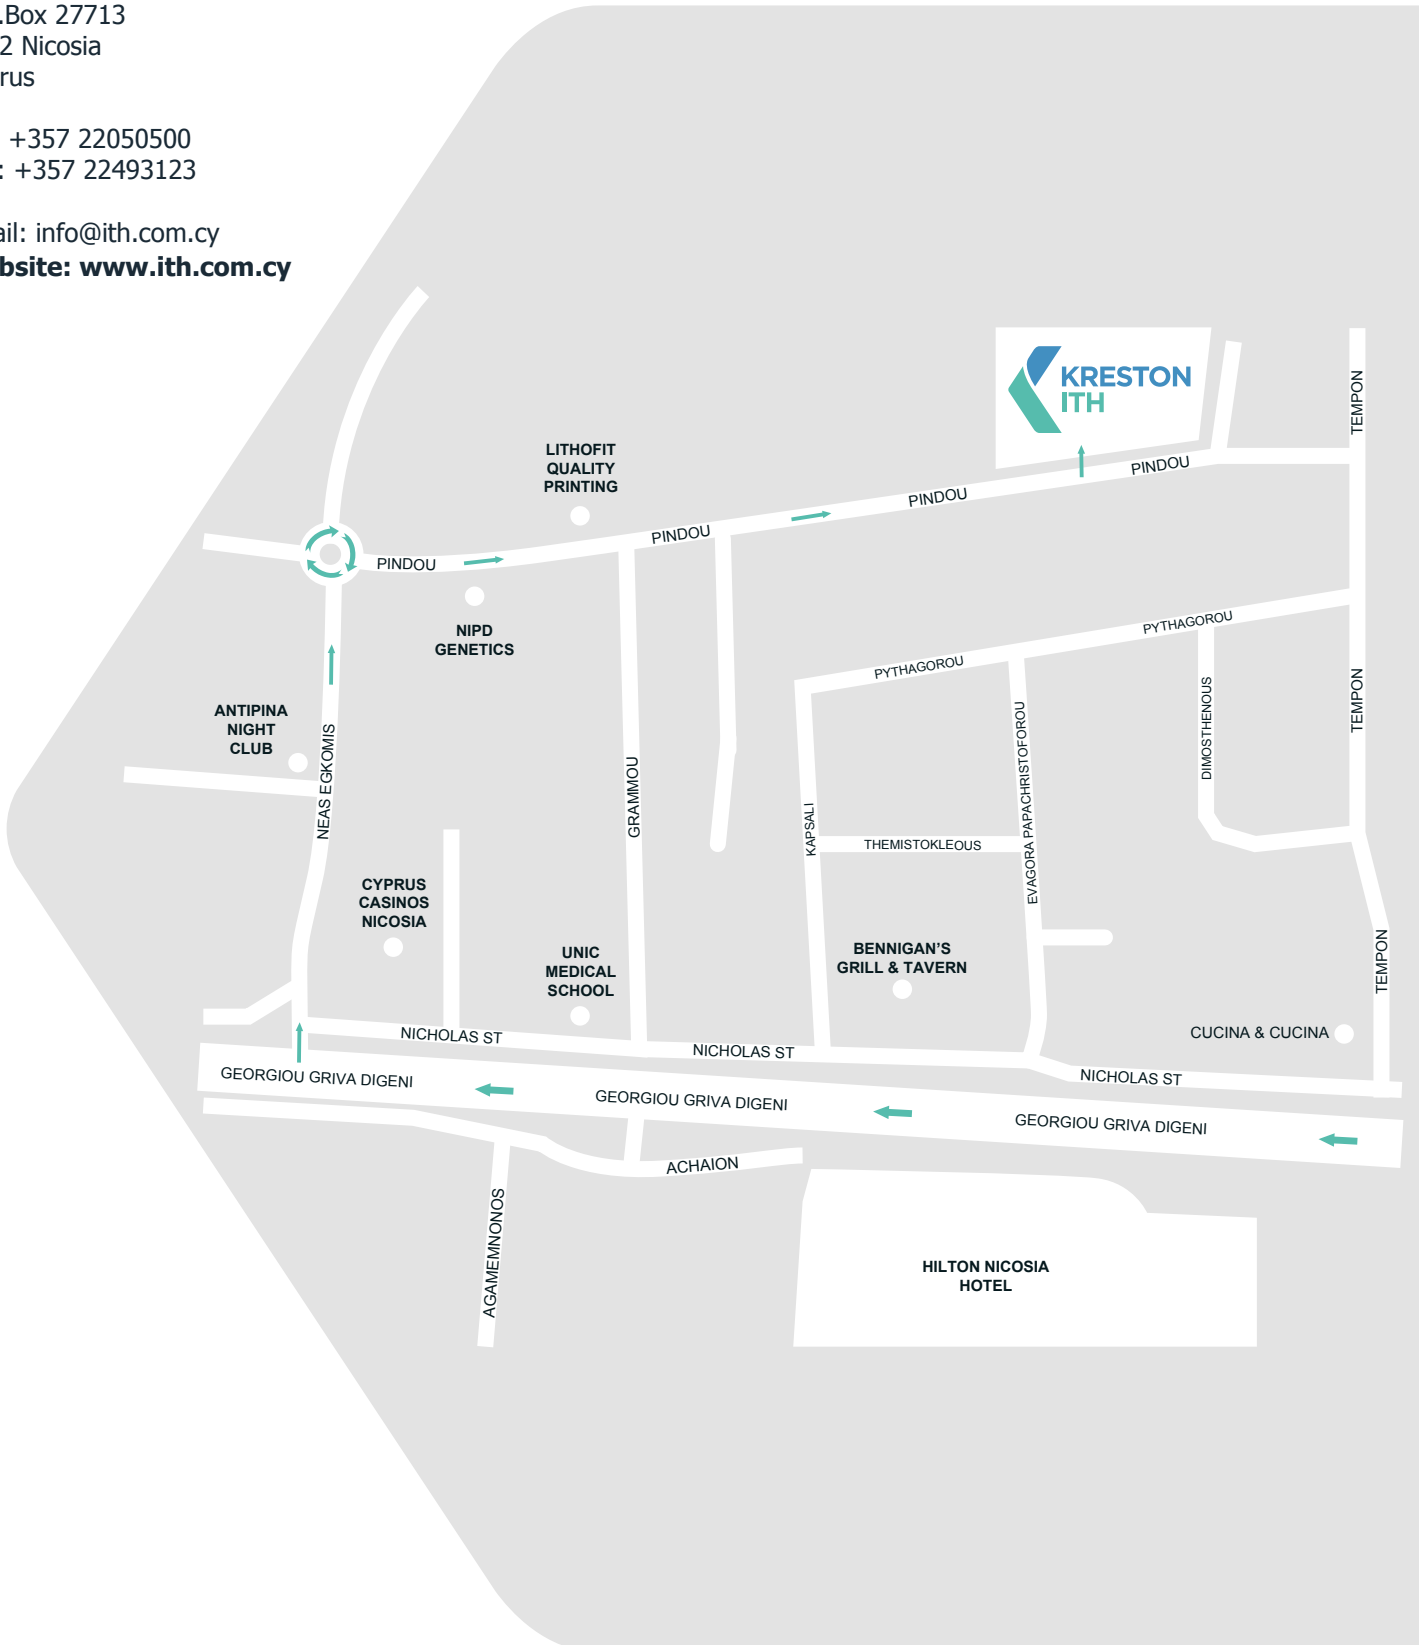 .Box 27713
2 Nicosia
rus
: +357 22050500
: +357 22493123
ail: info@ith.com.cy
bsite: www.ith.com.cy
KRESTON
ITH
TEMPON
LITHOFIT
QUALITY
PRINTING
PINDOU
PINDOU
PINDOU
PINDOU
NIPD
GENETICS
PYTHAGOROU
PYTHAGOROU
ANTIPINA
NIGHT
CLUB
NEAS EGKOMIS
GRAMMOU
KAPSALI
THEMISTOKLEOUS
EVAGORA PAPACHRISTOFOROU
DIMOSTHENOUS
TEMPON
CYPRUS
CASINOS
NICOSIA
UNIC
MEDICAL
SCHOOL
BENNIGAN’S
GRILL & TAVERN
TEMPON
CUCINA & CUCINA
NICHOLAS ST
NICHOLAS ST
NICHOLAS ST
GEORGIOU GRIVA DIGENI
GEORGIOU GRIVA DIGENI
GEORGIOU GRIVA DIGENI
ACHAION
AGAMEMNONOS
HILTON NICOSIA
HOTEL